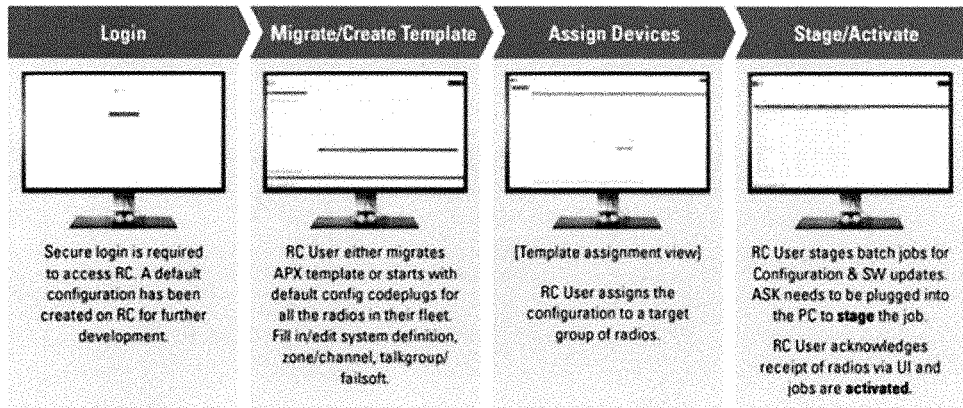 Login
Migrate/Create Template
Assign Devices
Stage/Activate
Secure login is required
to access RC. A default
configuration has been
created on RC for further
development.
RC User either migrates
APX template or starts with
default config codeplugs for
all the radios in their fleet.
Fill in/edit system definition,
zone/channel, talkgroup/
failsoft.
[Template assignment view]
RC User assigns the
configuration to a target
group of radios.
RC User stages batch jobs for
Configuration & SW updates.
ASK needs to be plugged into
the PC to stage the job.
RC User acknowledges
receipt of radios via UI and
jobs are activated.